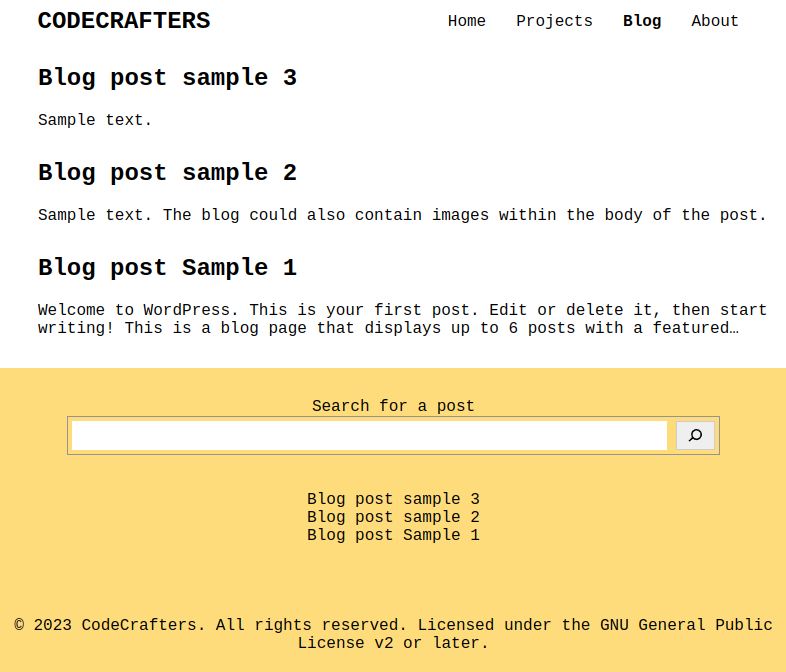 CODECRAFTERS
Home Projects Blog About
Blog post sample 3
Sample text.
Blog post sample 2
Sample text. The blog could also contain images within the body of the post.
Blog post Sample 1
Welcome to WordPress. This is your first post. Edit or delete it, then start
writing! This is a blog page that displays up to 6 posts with a featured…
Search for a post
Blog post sample 3
Blog post sample 2
Blog post Sample 1
© 2023 CodeCrafters. All rights reserved. Licensed under the GNU General Public
License v2 or later.